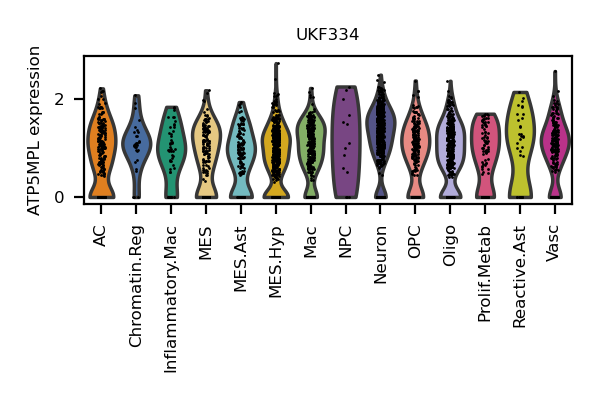 UKF334
ATP5MPL expression
2
0
AC
Chromatin.Reg
Inflammatory.Mac
MES
MES.Ast
MES.Hyp
Mac
NPC
Neuron
OPC
Oligo
Prolif.Metab
Reactive.Ast
Vasc